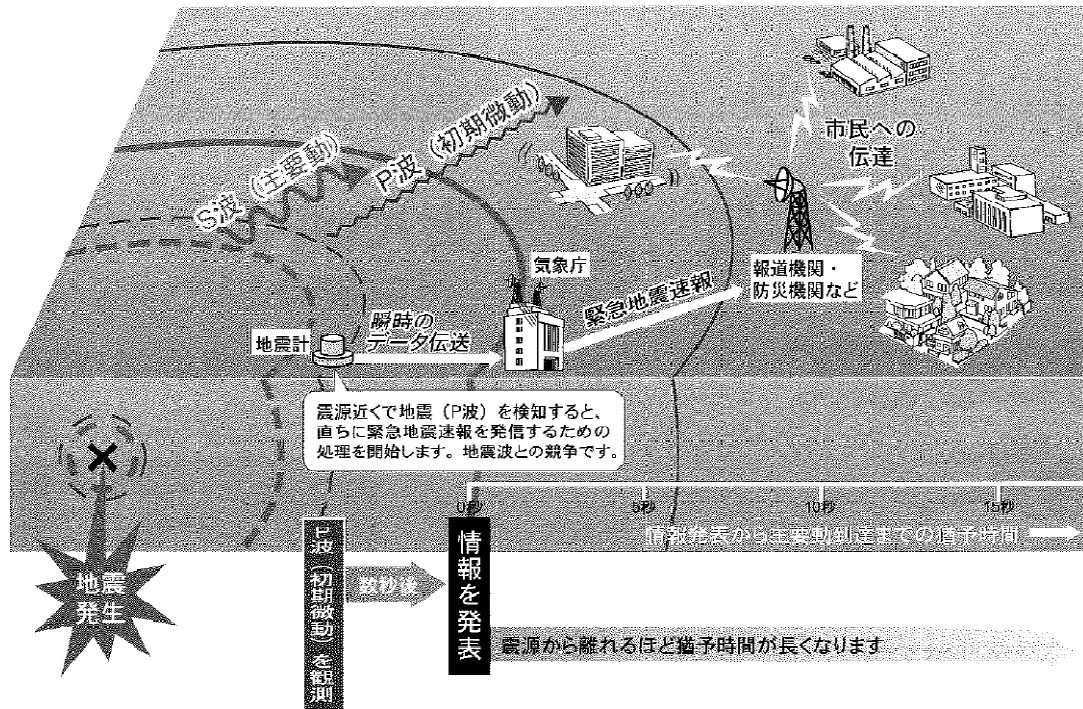 市民への
伝達
P波（初期微動）
S波（主要動）
気象庁
報道機関・
防災機関など
緊急地震速報
地震計
瞬時の
データ伝送
震源近くで地震（P波）を検知すると、
直ちに緊急地震速報を発信するための
処理を開始します。地震波との競争です。
0秒
5秒
10秒
15秒
情報発表から主要動到達までの猶予時間
地震
発生
P波（初期微動）を観測
数秒後
情報を発表
震源から離れるほど猶予時間が長くなります